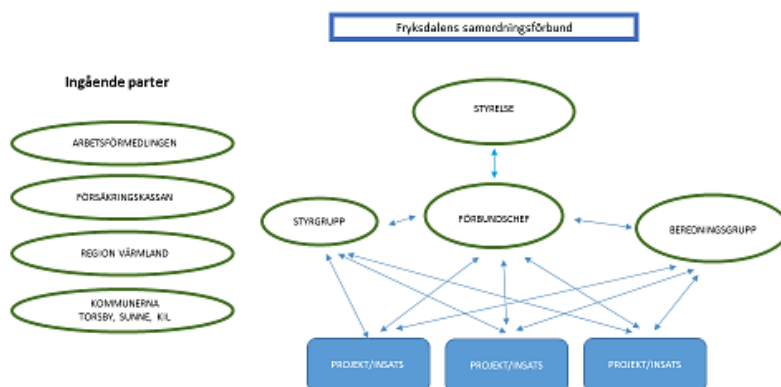 Fryksdalens samordningsförbund
Ingående parter
ARBETSFÖRMEDLINGEN
FÖRSÄKRINGSKASSAN
REGION VÄRMLAND
KOMMUNERNA
TORSBY, SUNNE, KIL
STYRELSE
STYRGRUPP
FÖRBUNDSCHEF
BEREDNINGSGRUPP
PROJEKT/INSATS
PROJEKT/INSATS
PROJEKT/INSATS